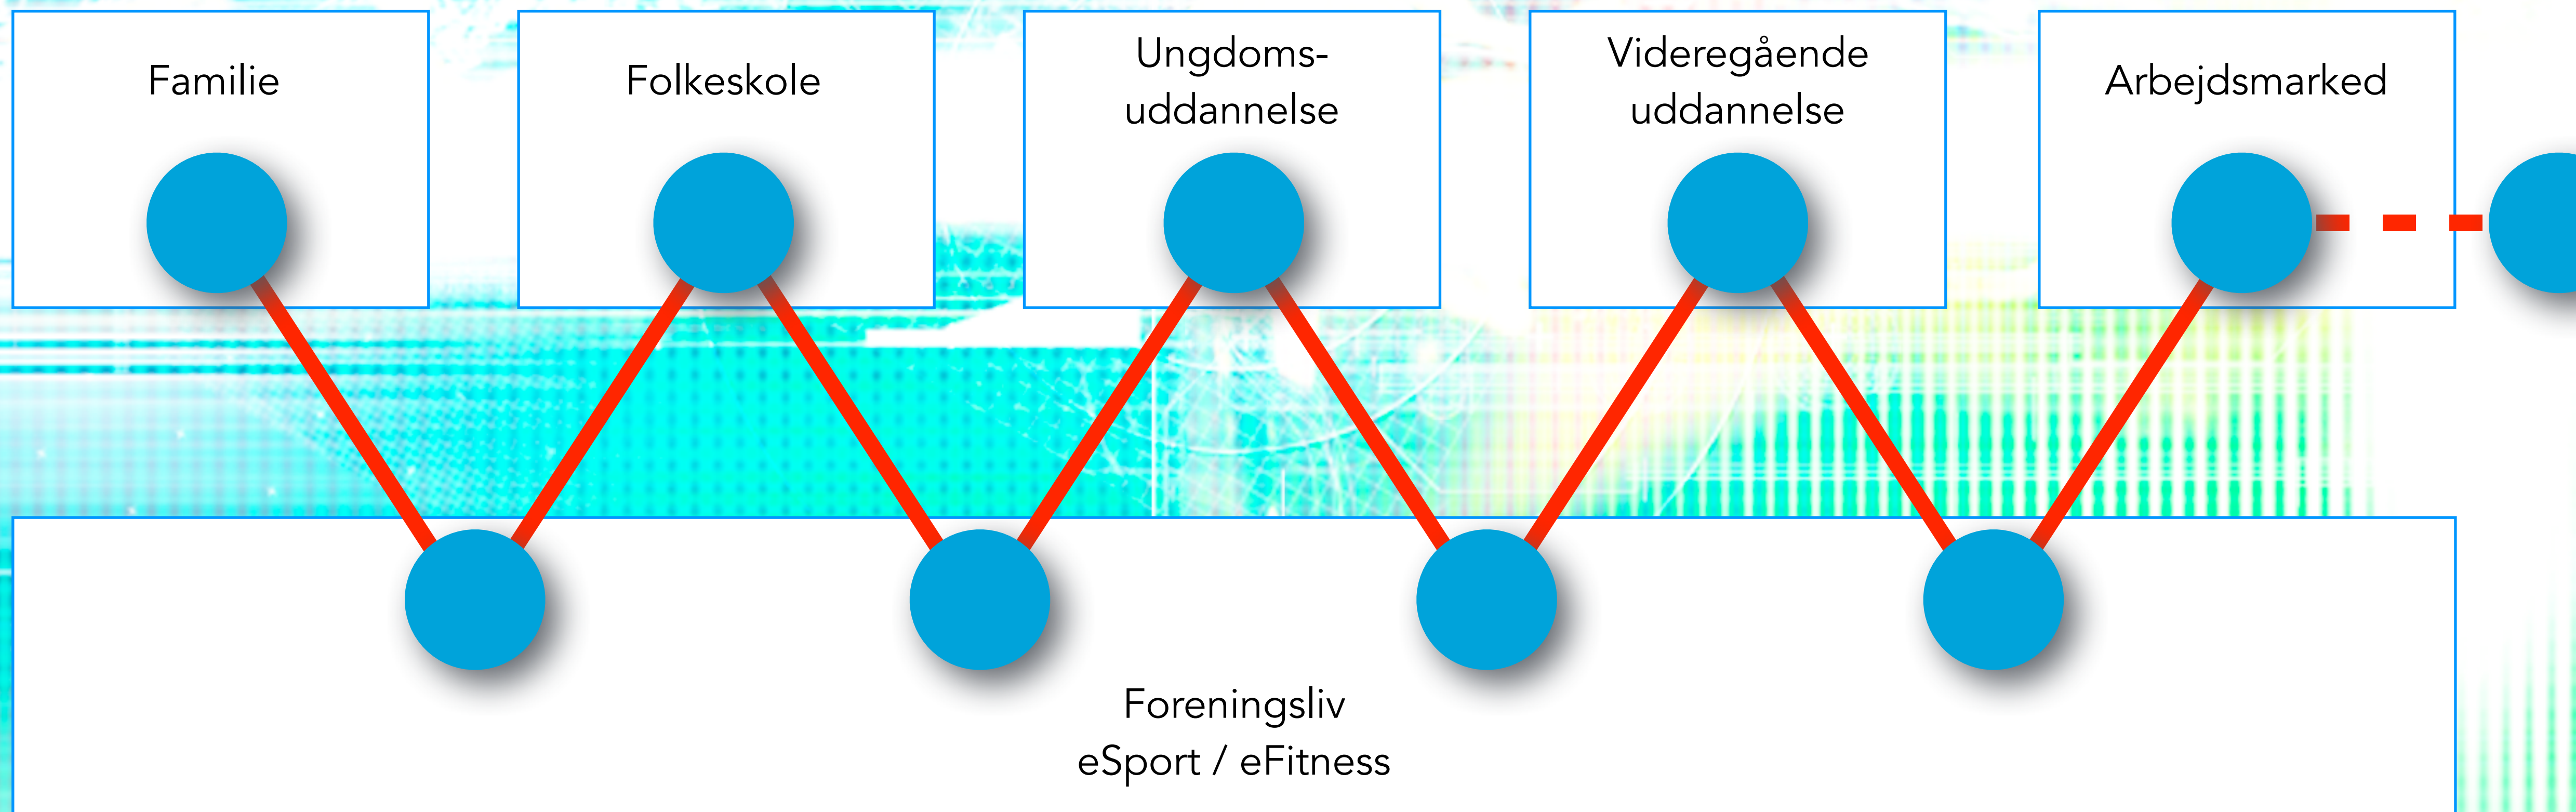 Familie
Folkeskole
Ungdoms-
uddannelse
Videregående
uddannelse
Arbejdsmarked
Foreningsliv
eSport / eFitness